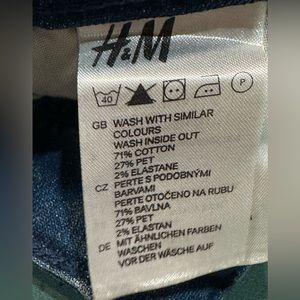 H&M
40 P
GB WASH WITH SIMILAR
COLOURS
WASH INSIDE OUT
71% COTTON
27% PET
2% ELASTANE
CZ PERTE S PODOBNÝMI
BARVAMI
PERTE OTOČENO NA RUBU
71% BAVLNA
27% PET
2% ELASTAN
DE MIT ÄHNLICHEN FARBEN
WASCHEN
VOR DER WÄSCHE AUF